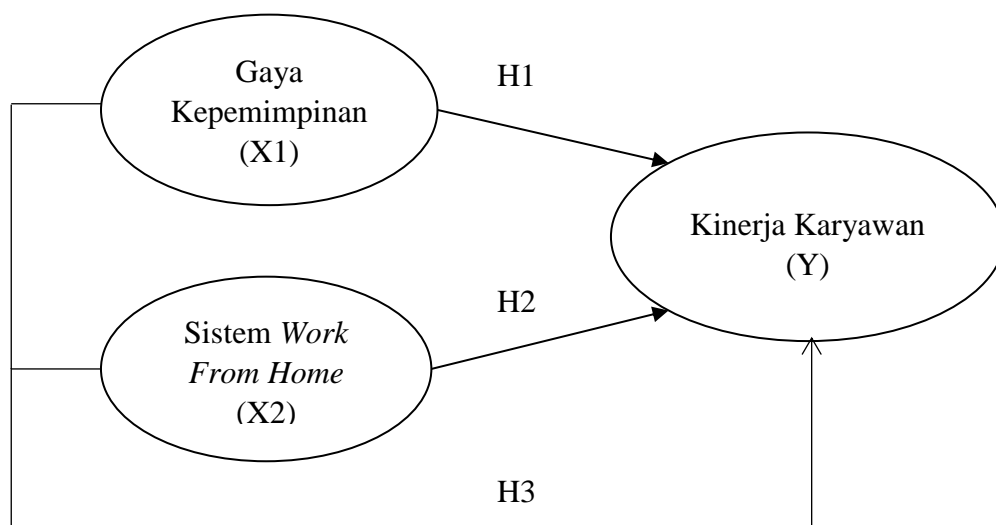 Gaya
Kepemimpinan
(X1)
H1
Kinerja Karyawan
(Y)
Sistem Work
From Home
(X2)
H2
H3